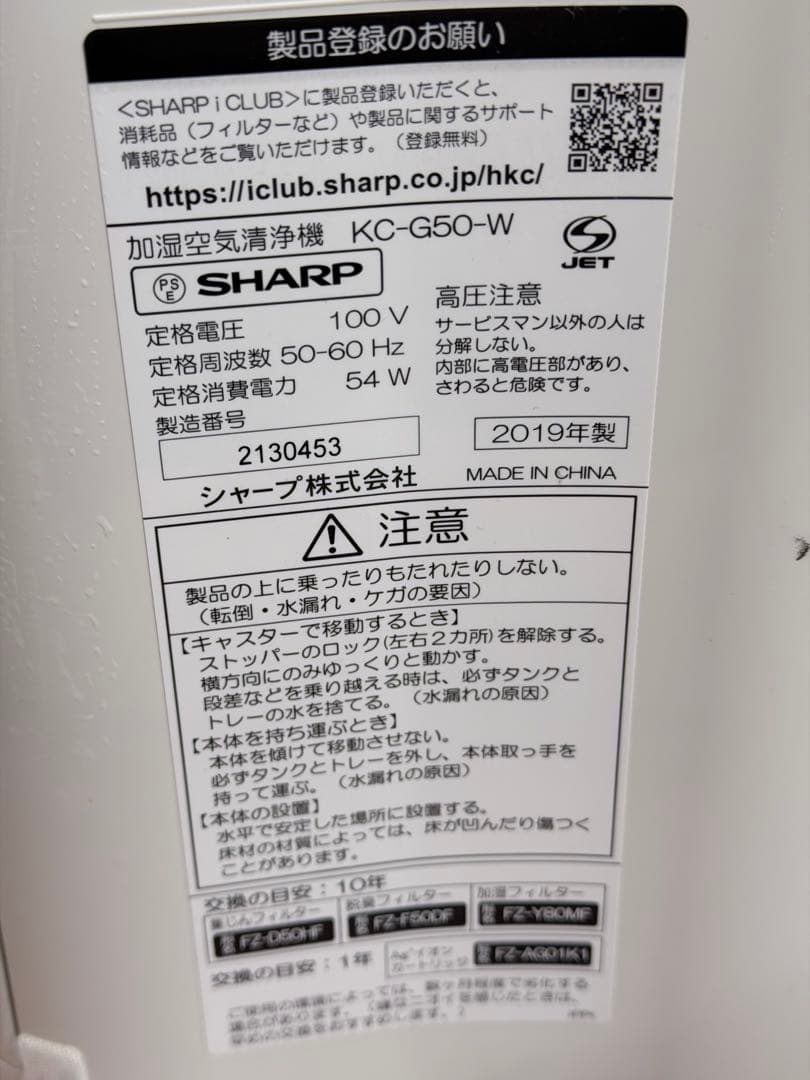 製品登録のお願い
<SHARP i CLUB>に製品登録いただくと、
消耗品（フィルターなど）や製品に関するサポート
情報などをご覧いただけます。（登録無料）
https://iclub.sharp.co.jp/hkc/
加湿空気清浄機 KC-G50-W
PS E SHARP
JET
定格電圧 100 V
定格周波数 50-60 Hz
定格消費電力 54 W
製造番号
2130453
シャープ株式会社
高圧注意
サービスマン以外の人は
分解しない。
内部に高電圧部があり、
さわると危険です。
2019年製
MADE IN CHINA
注意
製品の上に乗ったりもたれたりしない。
（転倒・水漏れ・ケガの要因）
【キャスターで移動するとき】
ストッパーのロック(左右2カ所)を解除する。
横方向にのみゆっくりと動かす。
段差などを乗り越える時は、必ずタンクと
トレーの水を捨てる。（水漏れの原因）
【本体を持ち運ぶとき】
本体を傾けて移動させない。
必ずタンクとトレーを外し、本体取っ手を
持って運ぶ。（水漏れの原因）
【本体の設置】
水平で安定した場所に設置する。
床材の材質によっては、床が凹んだり傷つく
ことがあります。
交換の目安：10年
集じんフィルター
FZ-D50HF
脱臭フィルター
FZ-F50DF
加湿フィルター
FZ-Y80MF
交換の目安：1年
Ag+イオン
カートリッジ
FZ-AG01K1